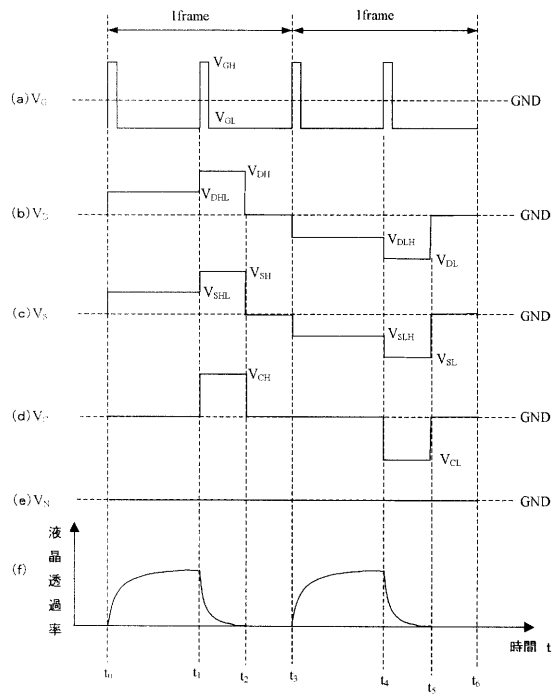 1frame 1frame
V_GH
(a) V_G GND
V_GL
V_DH
V_DHL
(b) V_D GND
V_DLH
V_DL
V_SH
V_SHL
(c) V_S GND
V_SLH
V_SL
V_CH
(d) GND
V_CL
(e) V_N GND
液晶透過率
(f)
時間 t
t_0 t_1 t_2 t_3 t_4 t_5 t_6